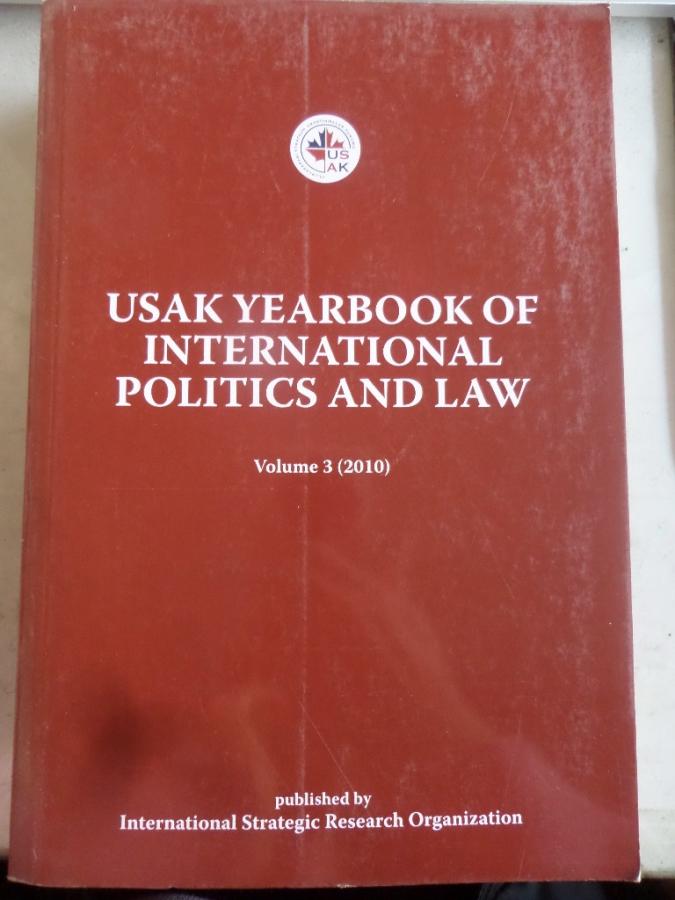 US
AK
USAK YEARBOOK OF
INTERNATIONAL
POLITICS AND LAW
Volume 3 (2010)
published by
International Strategic Research Organization